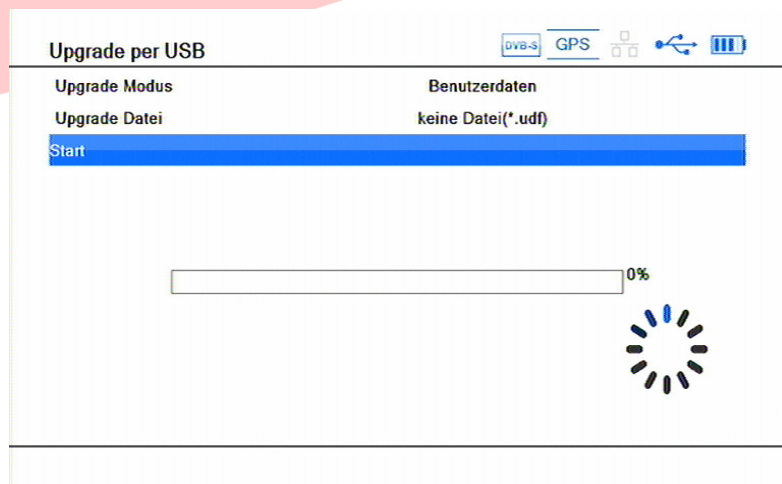 Upgrade per USB
DVB-S GPS
Upgrade Modus Benutzerdaten
Upgrade Datei keine Datei(*.udf)
Start
0%